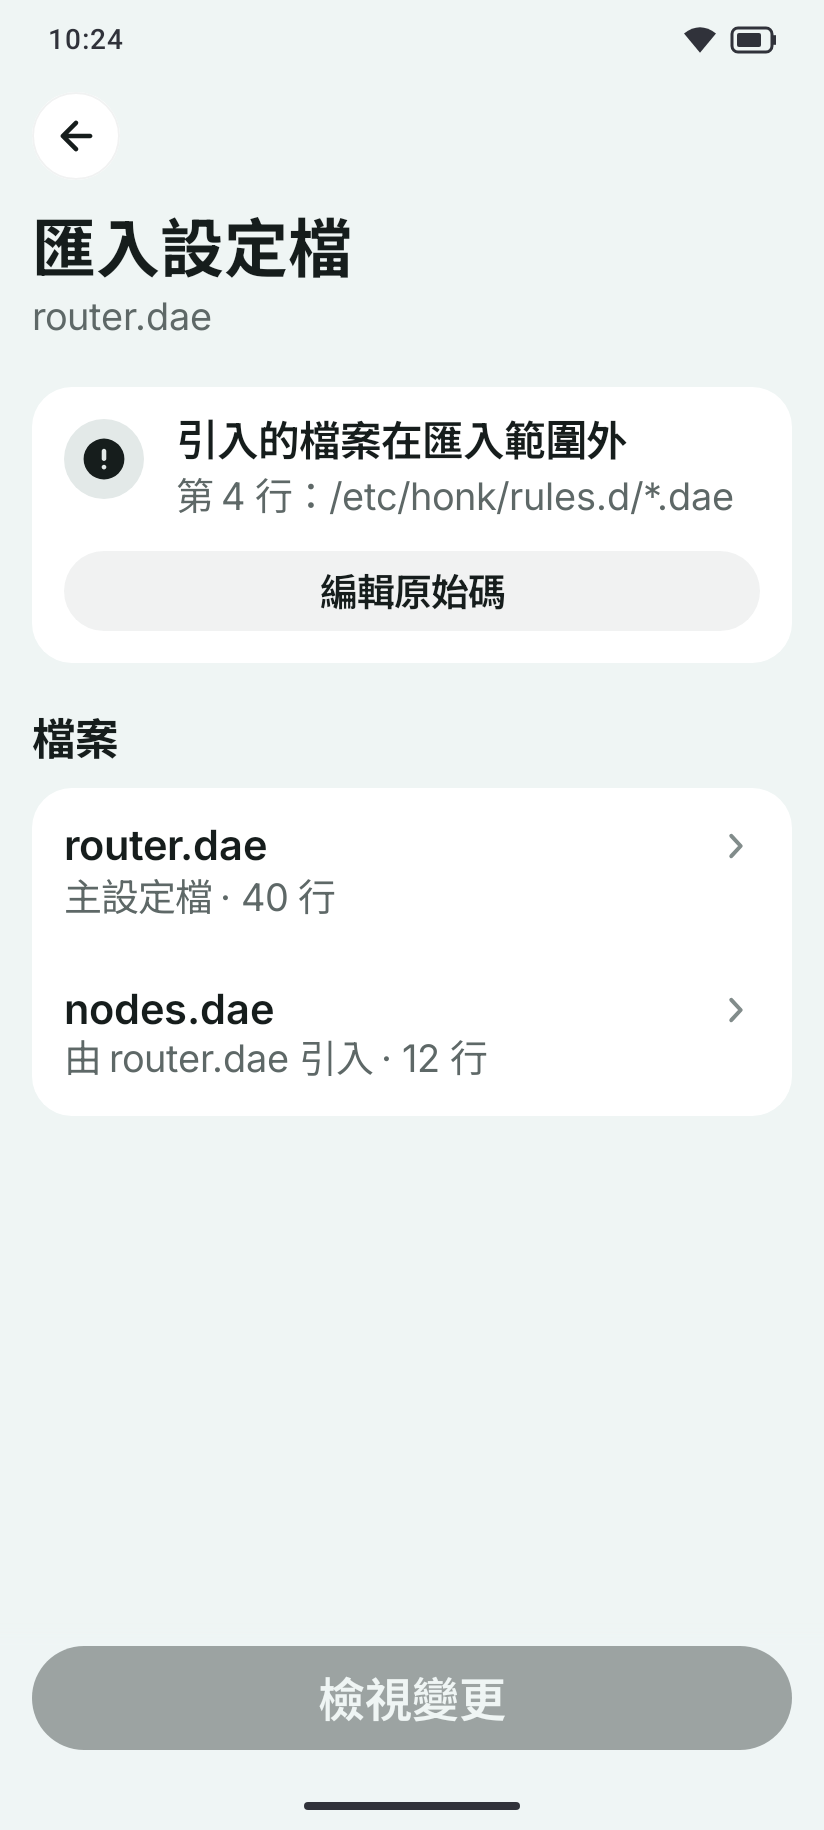 10:24
匯入設定檔
router.dae
引入的檔案在匯入範圍外
第 4 行：/etc/honk/rules.d/*.dae
編輯原始碼
檔案
router.dae
主設定檔 · 40 行
nodes.dae
由 router.dae 引入 · 12 行
檢視變更